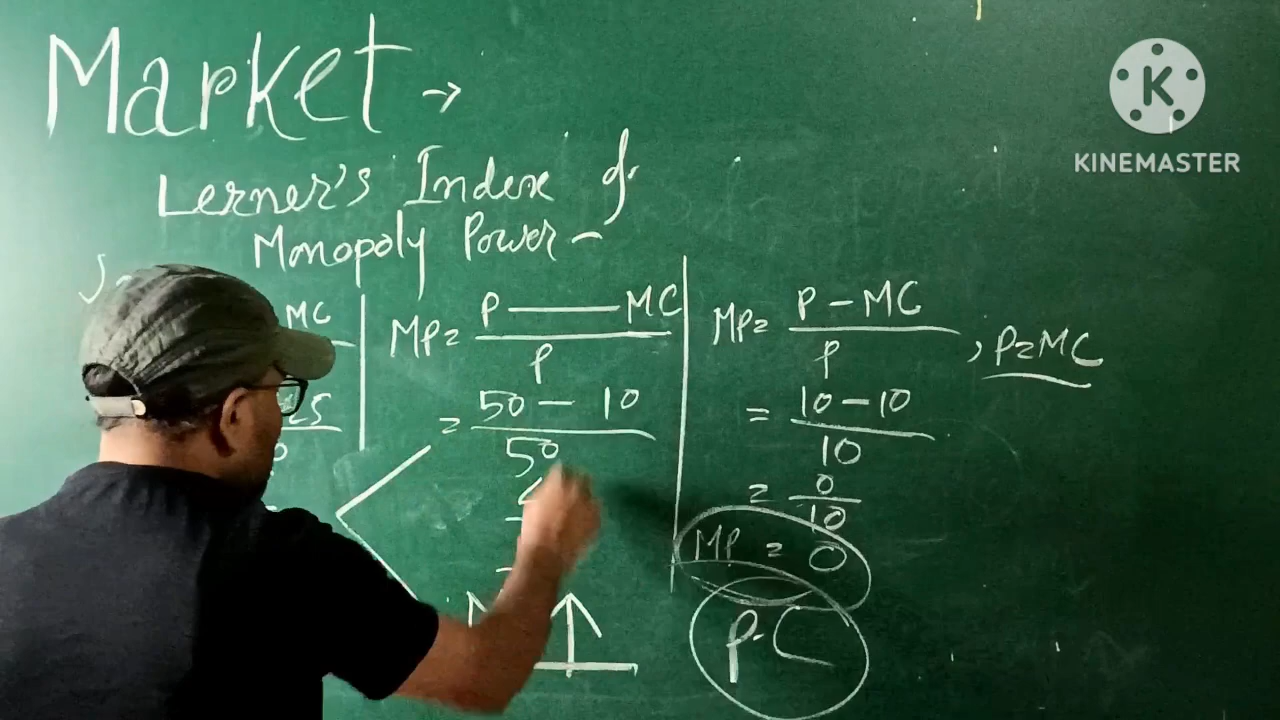 Market →
Lerner's Index of
Monopoly Power –
MC
25
MP = P — MC
P
= 50 – 10
50
MP = P – MC
P
, P=MC
= 10 – 10
10
= 0
10
MP = 0
P.C
K
KINEMASTER